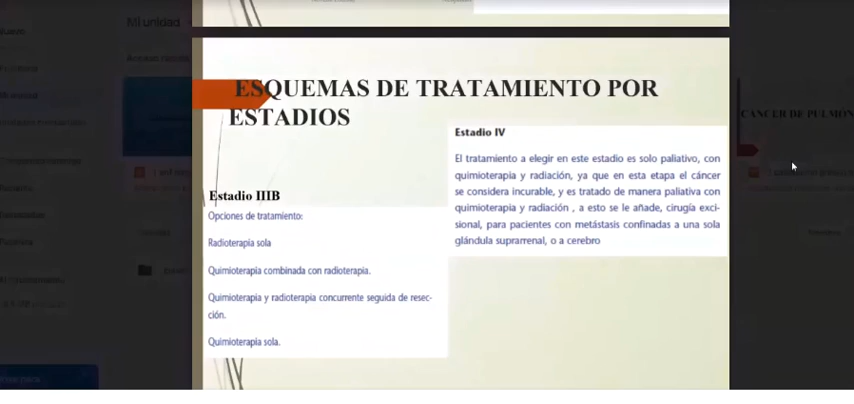 Mi unidad
ESQUEMAS DE TRATAMIENTO POR
ESTADIOS
Estadio IIIB
Opciones de tratamiento:
Radioterapia sola
Quimioterapia combinada con radioterapia.
Quimioterapia y radioterapia concurrente seguida de resec-
ción.
Quimioterapia sola.
Estadio IV
El tratamiento a elegir en este estadio es solo paliativo, con
quimioterapia y radiación, ya que en esta etapa el cáncer
se considera incurable, y es tratado de manera paliativa con
quimioterapia y radiación , a esto se le añade, cirugía exci-
sional, para pacientes con metástasis confinadas a una sola
glándula suprarrenal, o a cerebro
CÁNCER DE PULMÓN